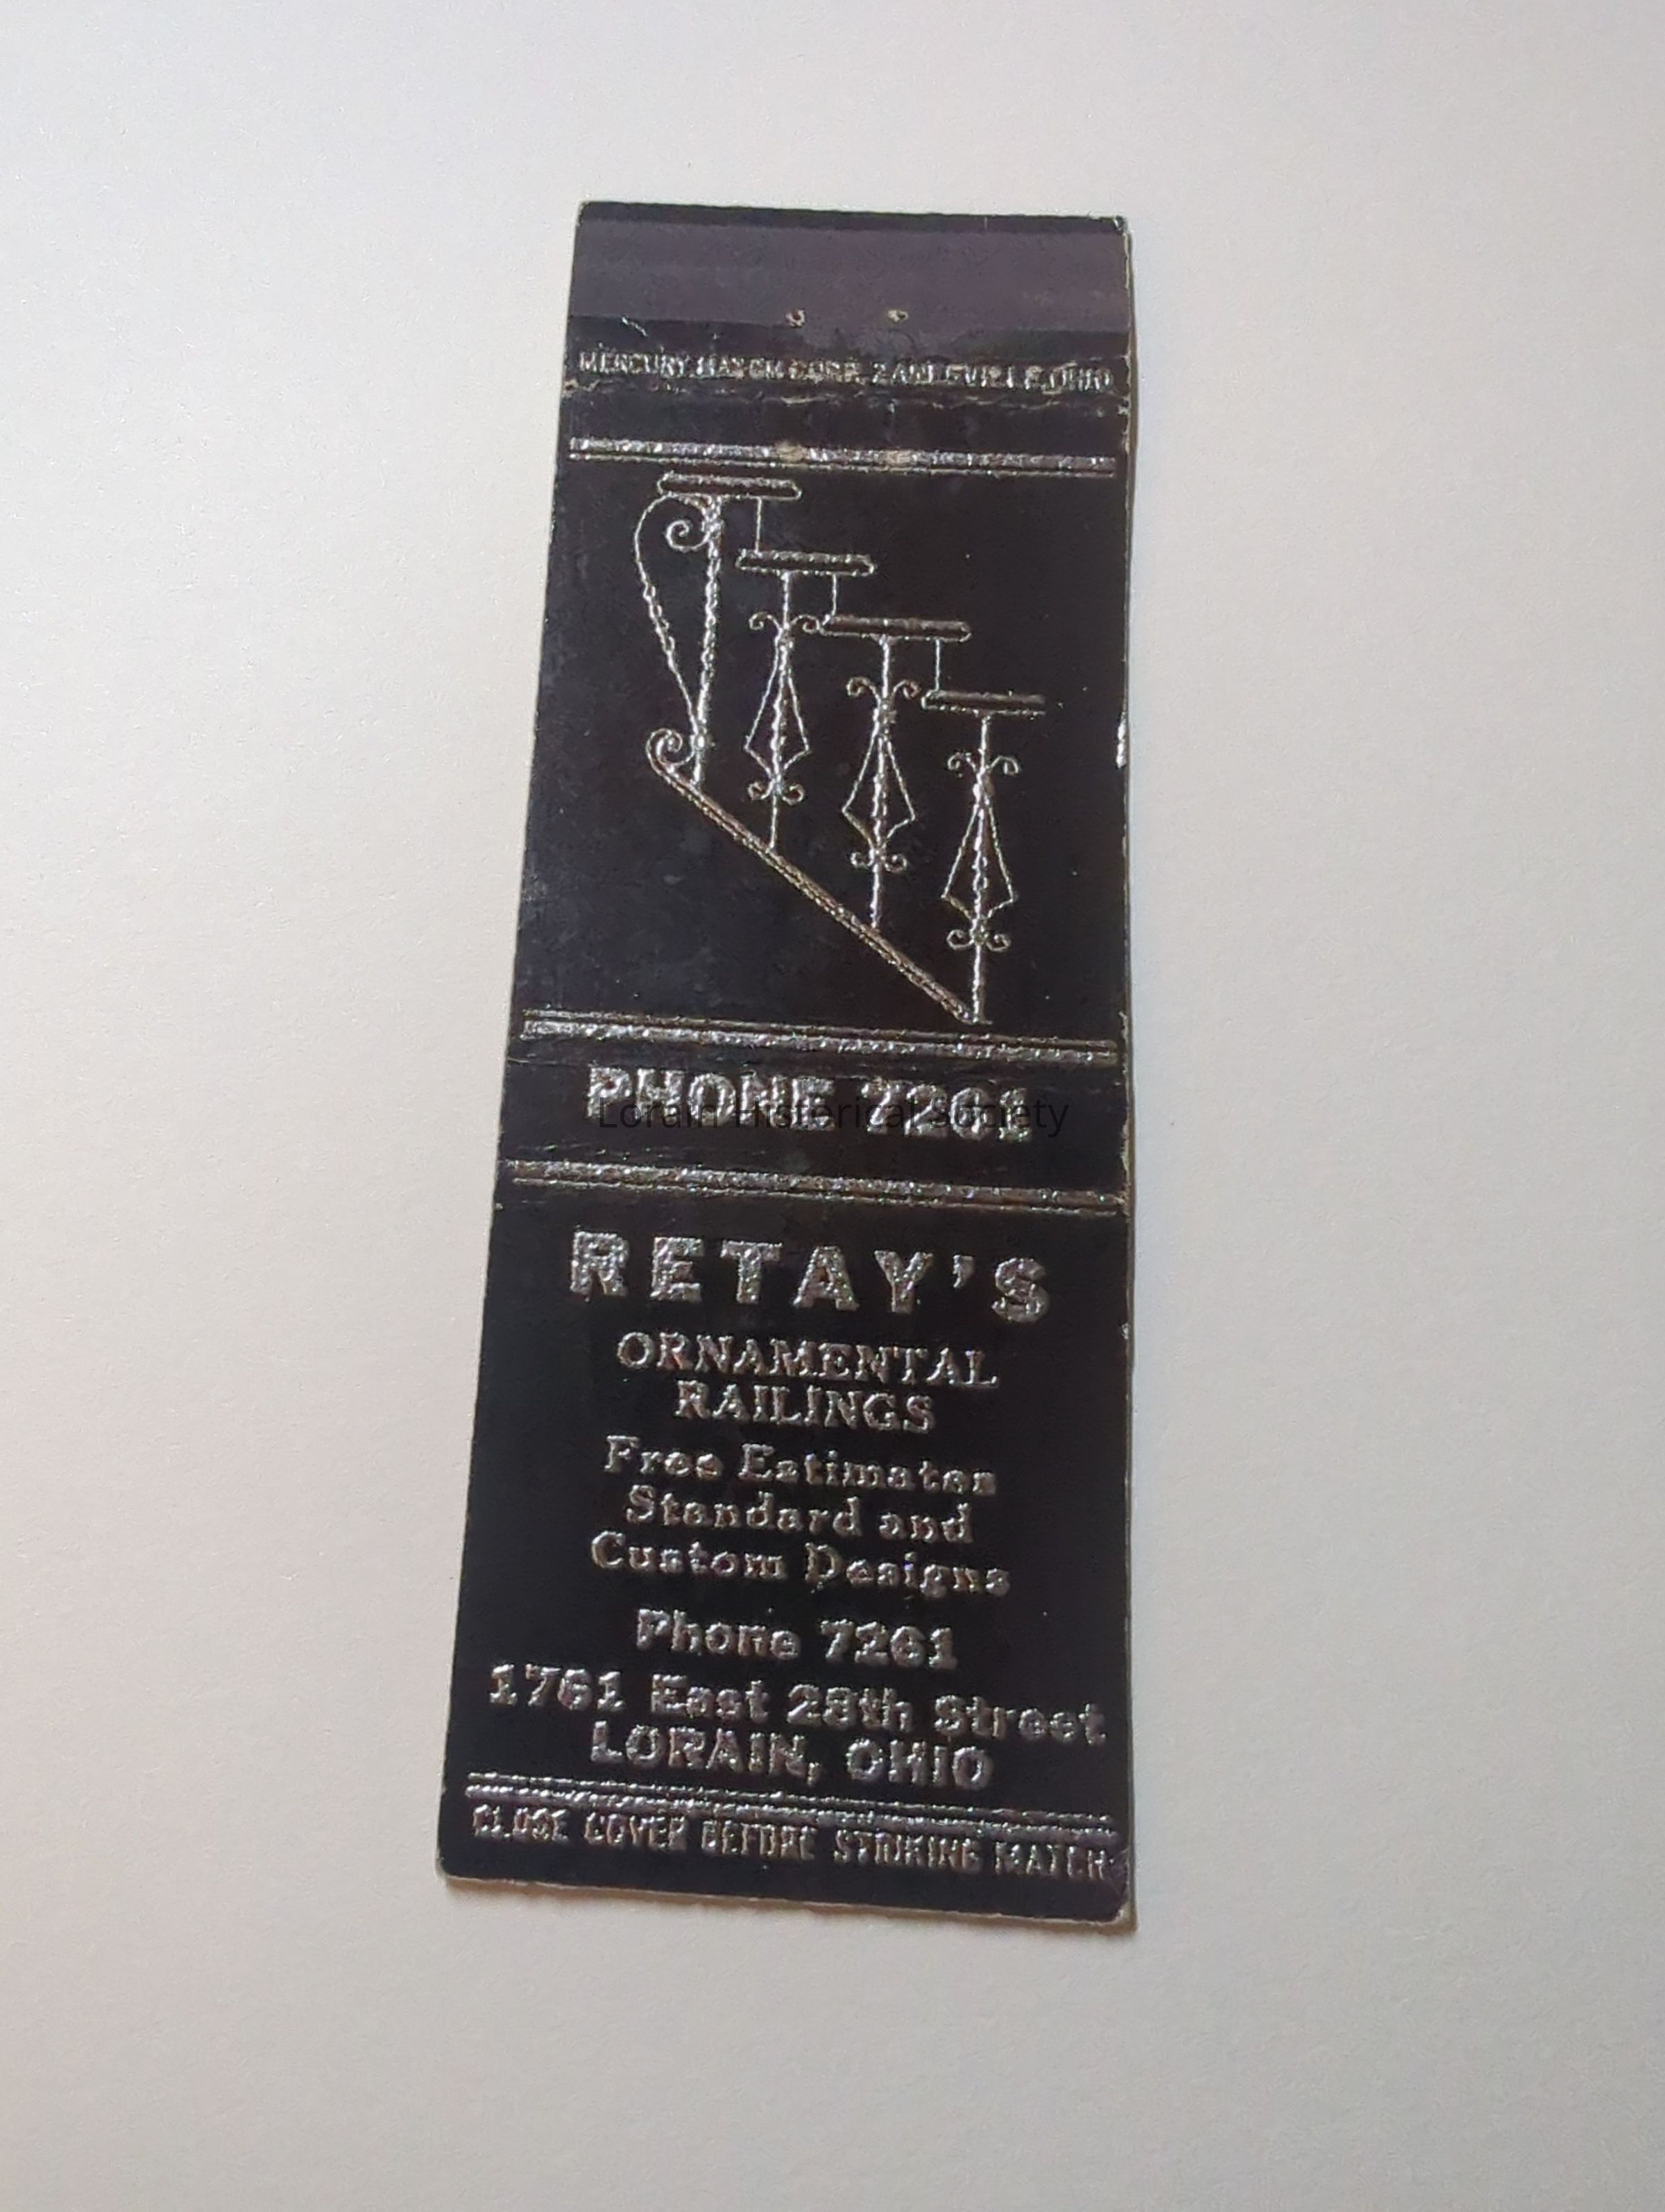 MERCURY MATCH CORP. ZANESVILLE, OHIO
PHONE 7261
Lorain Historical Society
RETAY'S
ORNAMENTAL
RAILINGS
Free Estimates
Standard and
Custom Designs
Phone 7261
1761 East 28th Street
LORAIN, OHIO
CLOSE COVER BEFORE STRIKING MATCH